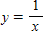 y = 1/x